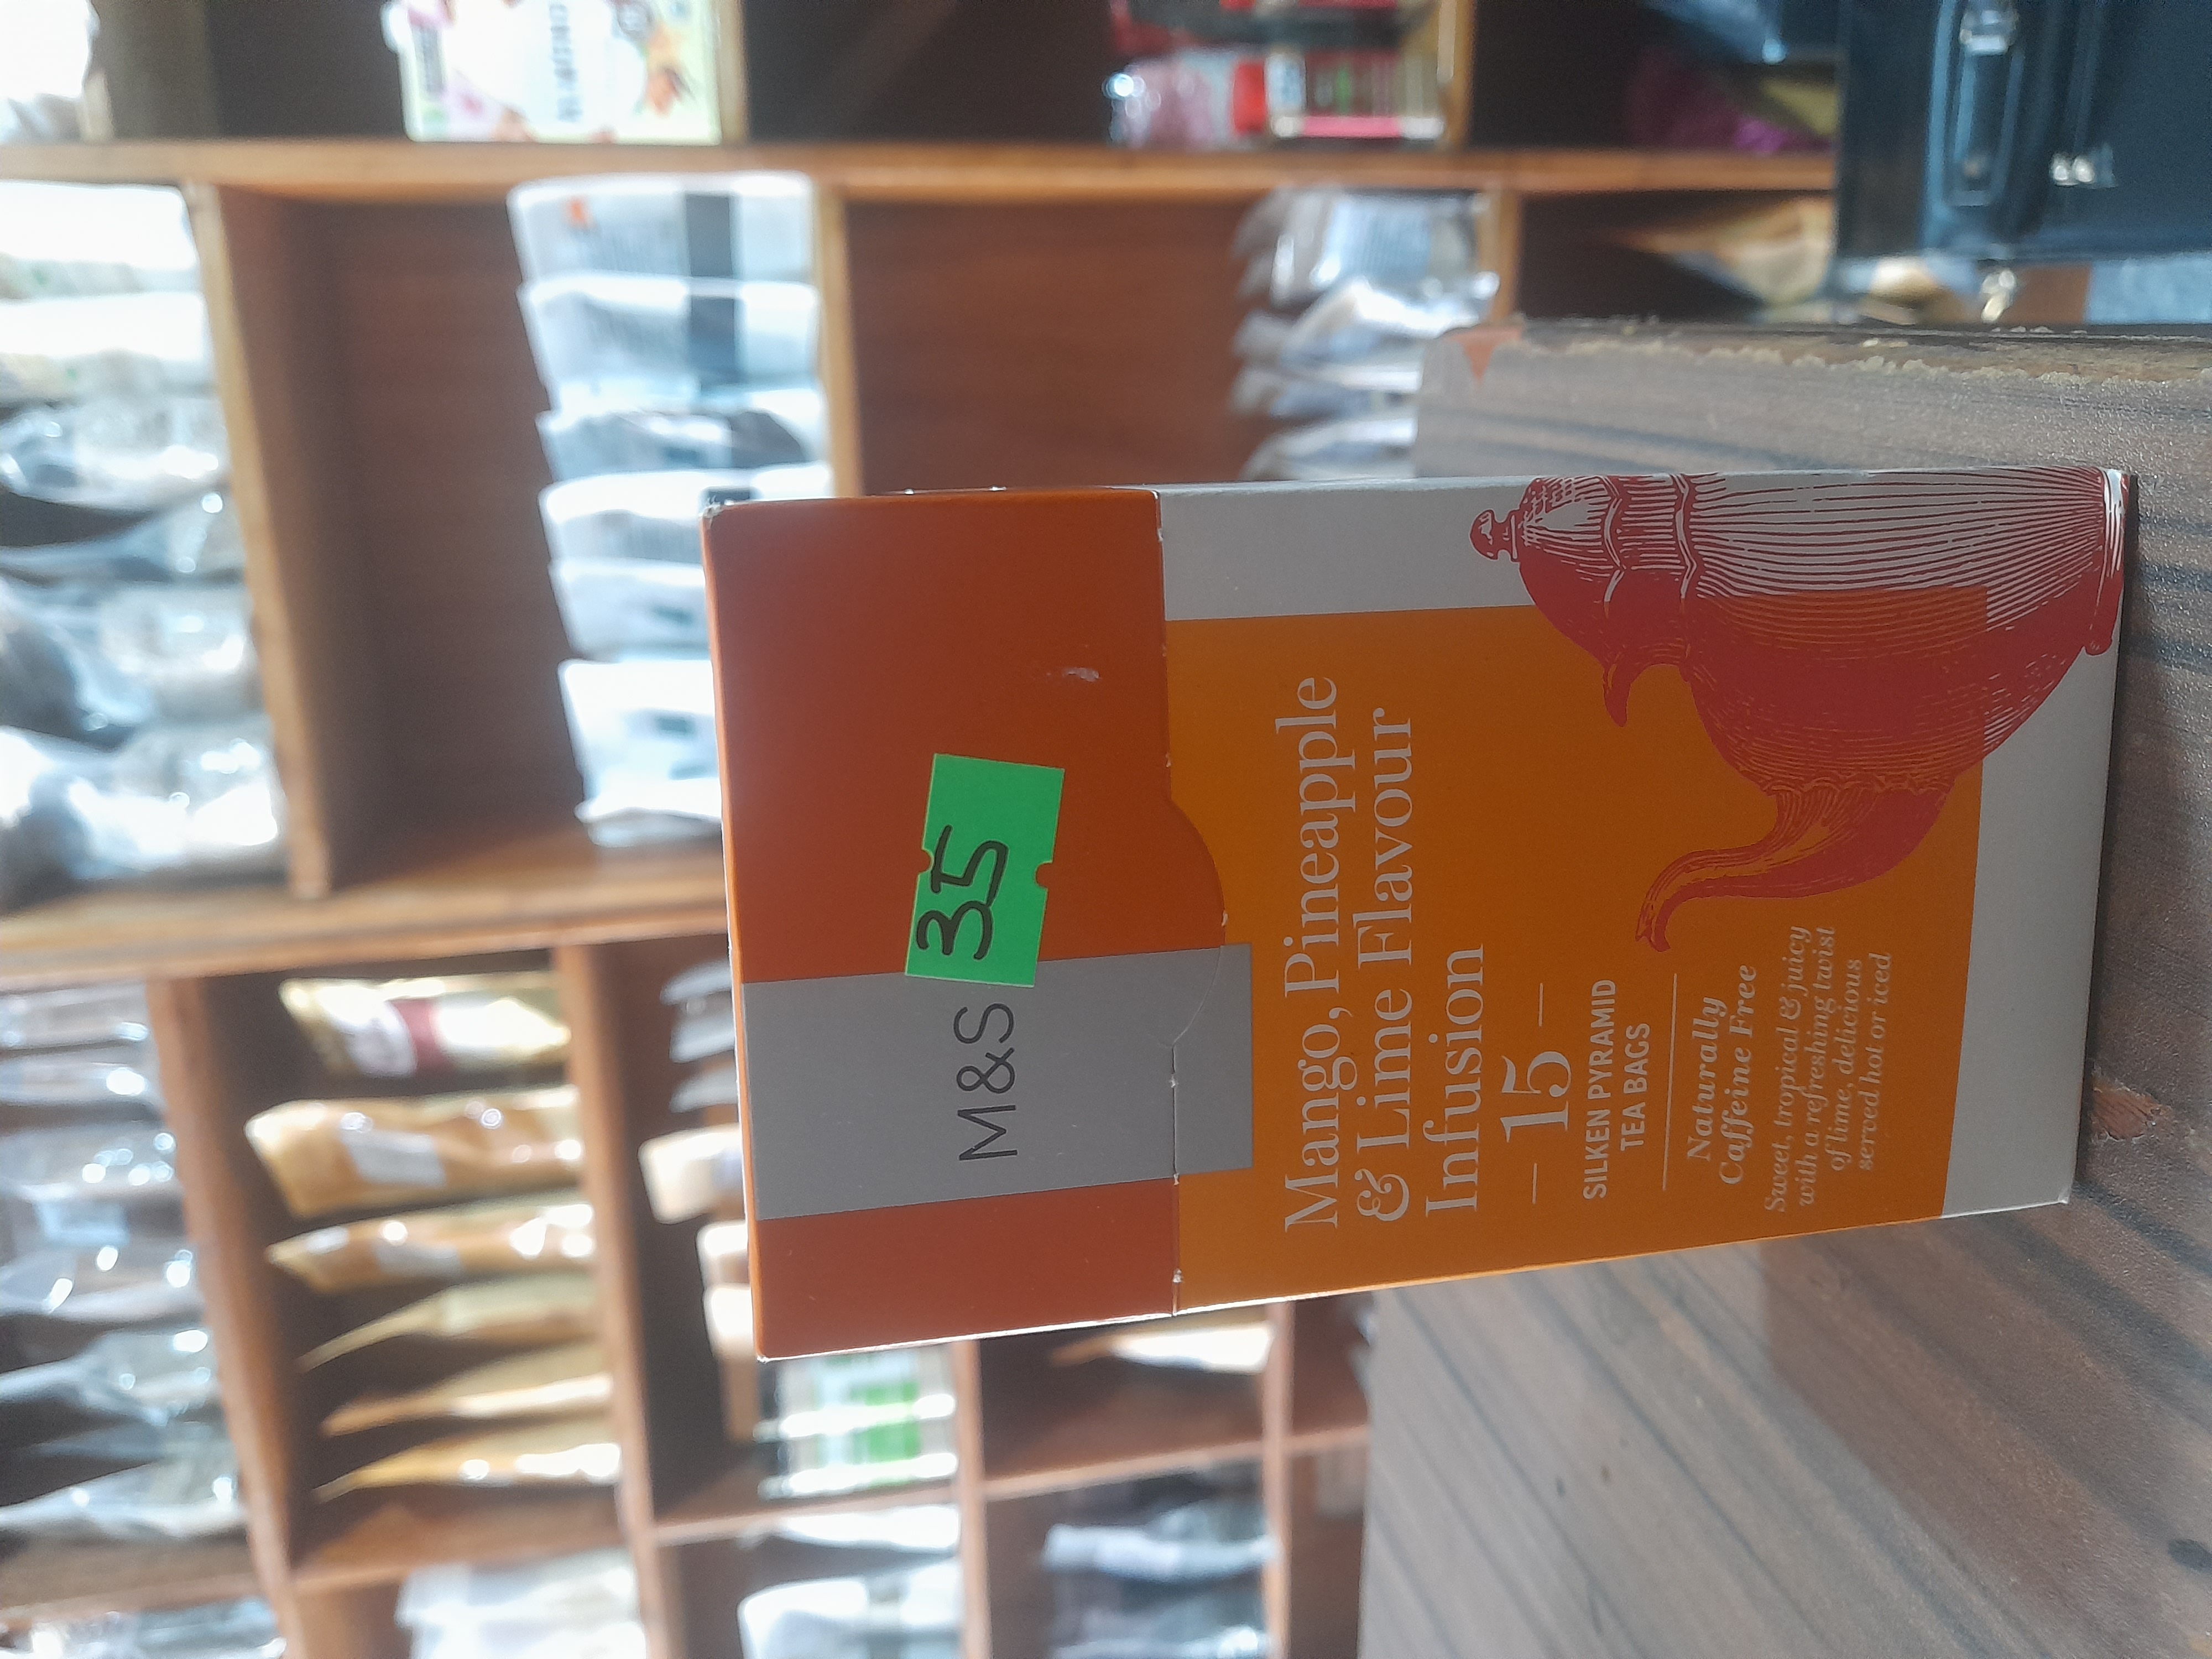 35
M&S
Mango, Pineapple
& Lime Flavour
Infusion
15
SILKEN PYRAMID
TEA BAGS
Naturally
Caffeine Free
Sweet, tropical & juicy
with a refreshing twist
of lime, delicious
served hot or iced